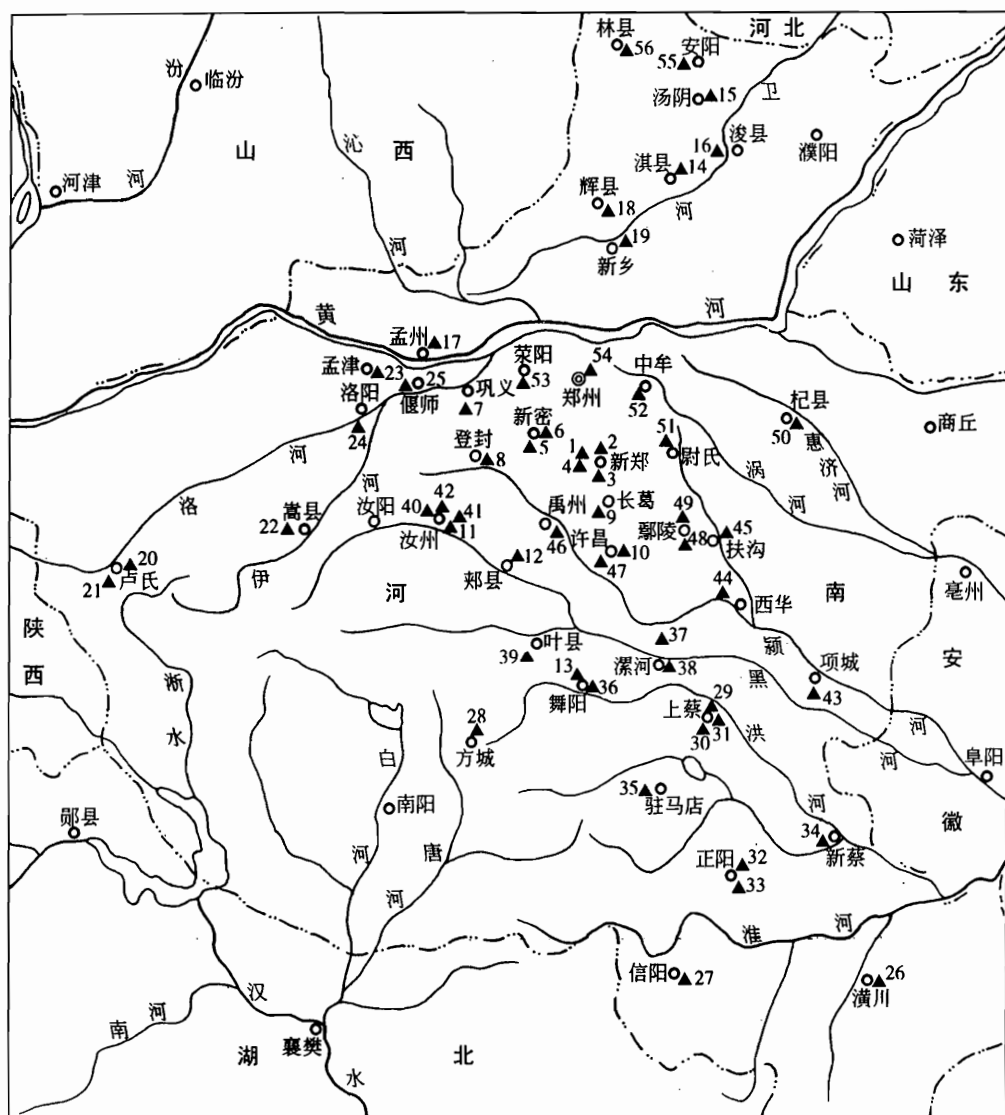 河北
林县
56
安阳
55
汾
临汾
汤阴
15
卫
山
沁
西
16
浚县
濮阳
淇县
14
河津
河
辉县
18
河
19
新乡
河
菏泽
山东
黄
河
孟州
17
荥阳
54
中牟
孟津
23
25
53
郑州
洛阳
偃师
巩义
52
杞县
7
新密
6
51
50
惠
商丘
24
登封
5
1
2
尉氏
济
8
4
新郑
涡
河
3
河
洛
河
42
禹州
长葛
49
河
嵩县
汝阳
40
41
9
鄢陵
45
22
汝州
11
46
许昌
10
48
扶沟
12
47
20
伊
郏县
44
21
卢氏
河
西华
南
亳州
陕
37
颍
叶县
西
39
13
漯河
38
黑
项城
安
淅
舞阳
36
29
43
28
上蔡
31
洪
河
水
白
方城
30
河
阜阳
南阳
35
驻马店
河
徽
郧县
34
新蔡
河
唐
正阳
32
33
河
淮
河
信阳
27
26
潢川
汉
南河
襄樊
湖
北
水